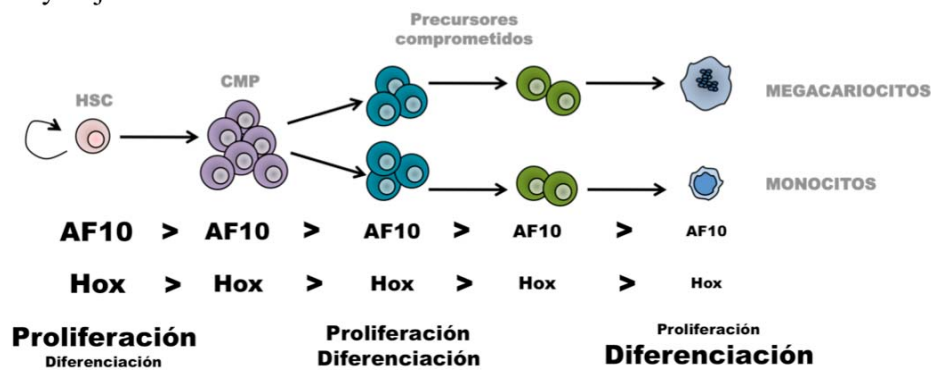 Precursores
comprometidos
CMP
HSC
MEGACARIOCITOS
MONOCITOS
AF10 > AF10 > AF10 > AF10 > AF10
Hox > Hox > Hox > Hox > Hox
Proliferación
Diferenciación
Proliferación
Diferenciación
Proliferación
Diferenciación